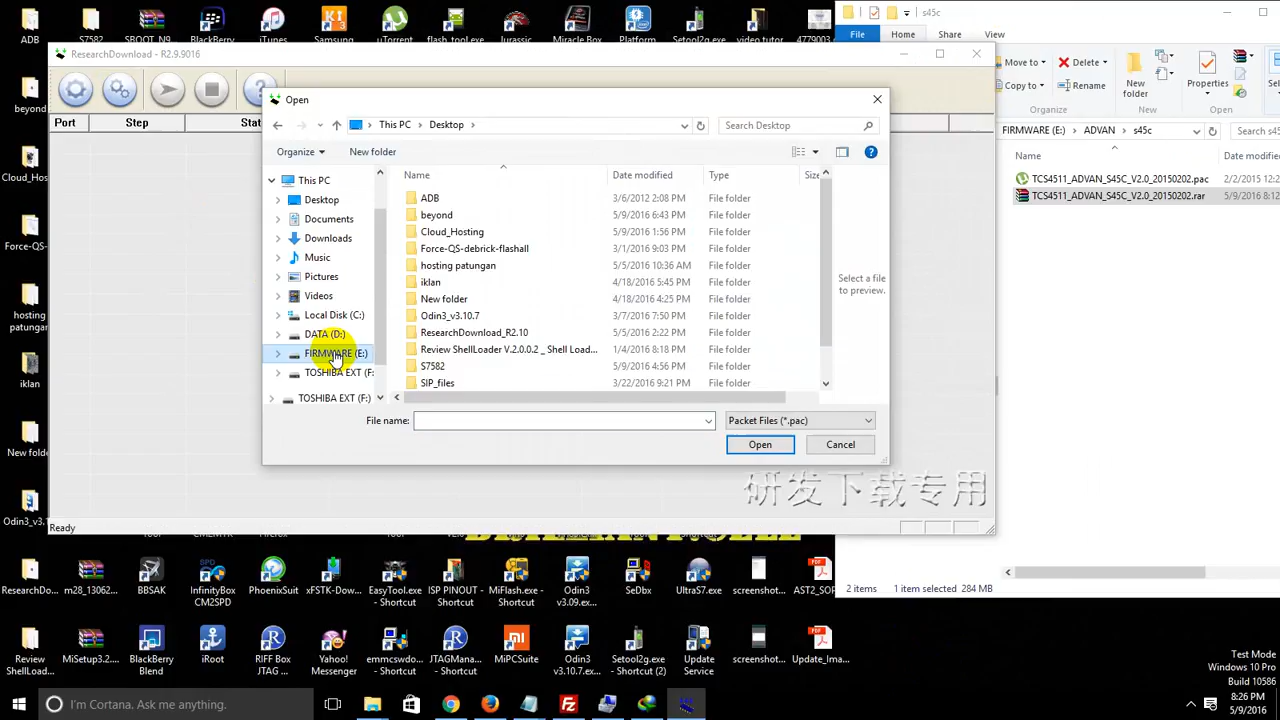 ADB
S7582
ROOT_N9
BlackBerry
iTunes
Samsung
uTorrent
flash_tool.exe
Jurassic
Miracle Box
Platform
Setool2g.exe
video tutor
4779003
beyond
Cloud_Host...
Force-QS-...
hosting
patungan
iklan
New folder
Odin3_v3.1...
ResearchDownload - R2.9.9016
Port
Step
Stat
Ready
研发下载专用
Open
This PC
Desktop
Search Desktop
Organize
New folder
This PC
Desktop
Documents
Downloads
Music
Pictures
Videos
Local Disk (C:)
DATA (D:)
FIRMWARE (E:)
TOSHIBA EXT (F:
TOSHIBA EXT (F:)
Name Date modified Type Size
ADB 3/6/2012 2:08 PM File folder
beyond 5/9/2016 6:43 PM File folder
Cloud_Hosting 5/9/2016 1:56 PM File folder
Force-QS-debrick-flashall 3/1/2016 9:03 PM File folder
hosting patungan 5/5/2016 10:36 AM File folder
iklan 4/18/2016 5:45 PM File folder
New folder 4/18/2016 4:25 PM File folder
Odin3_v3.10.7 3/7/2016 7:50 PM File folder
ResearchDownload_R2.10 5/5/2016 2:22 PM File folder
Review ShellLoader V.2.0.0.2 _ Shell Load... 1/4/2016 8:18 PM File folder
S7582 5/9/2016 4:56 PM File folder
SIP_files 3/22/2016 9:21 PM File folder
Select a file
to preview.
File name:
Packet Files (*.pac)
Open
Cancel
s45c
File Home Share View
Move to
Copy to
Delete
Rename
New
folder
Properties
Organize New Open
FIRMWARE (E:) ADVAN s45c
Search s45
Name Date modifie
TCS4511_ADVAN_S45C_V2.0_20150202.pac 2/2/2015 12:2
TCS4511_ADVAN_S45C_V2.0_20150202.rar 5/9/2016 8:12
2 items 1 item selected 284 MB
ResearchDo...
m28_13062...
BBSAK
InfinityBox
CM2SPD
PhoenixSuit
xFSTK-Dow...
EasyTool.exe
- Shortcut
ISP PINOUT -
Shortcut
MiFlash.exe
- Shortcut
Odin3
v3.09.ex...
SeDbx
UltraS7.exe
screenshot...
AST2_SOP...
Review
ShellLoa...
MiSetup3.2...
BlackBerry
Blend
iRoot
RIFF Box
JTAG ...
Yahoo!
Messenger
emmcswdo...
- Shortcut
JTAGMana...
- Shortcut
MiPCSuite
Odin3
v3.10.7.exe
Setool2g.exe
- Shortcut (2)
Update
Service
screenshot...
Update_Ima...
Test Mode
Windows 10 Pro
Build 10586
I'm Cortana. Ask me anything.
8:26 PM
5/9/2016